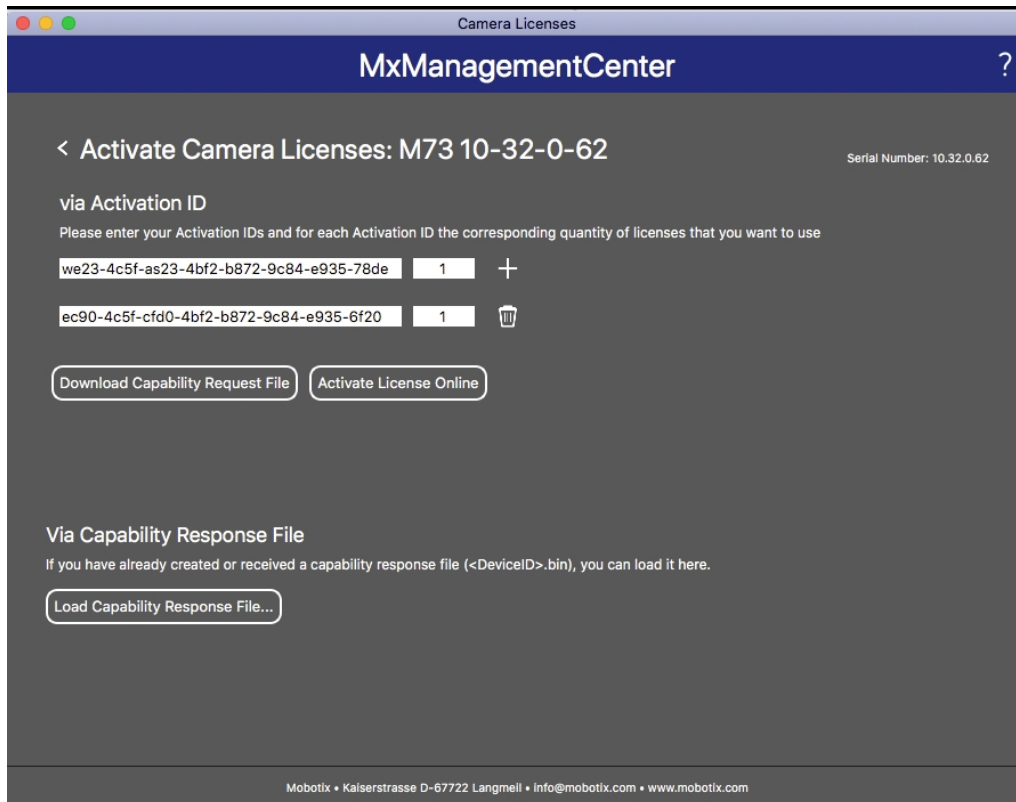 Camera Licenses
MxManagementCenter ?
< Activate Camera Licenses: M73 10-32-0-62
Serial Number: 10.32.0.62
via Activation ID
Please enter your Activation IDs and for each Activation ID the corresponding quantity of licenses that you want to use
we23-4c5f-as23-4bf2-b872-9c84-e935-78de 1 +
ec90-4c5f-cfd0-4bf2-b872-9c84-e935-6f20 1
Download Capability Request File Activate License Online
Via Capability Response File
If you have already created or received a capability response file (<DeviceID>.bin), you can load it here.
Load Capability Response File...
Mobotix • Kaiserstrasse D-67722 Langmeil • info@mobotix.com • www.mobotix.com